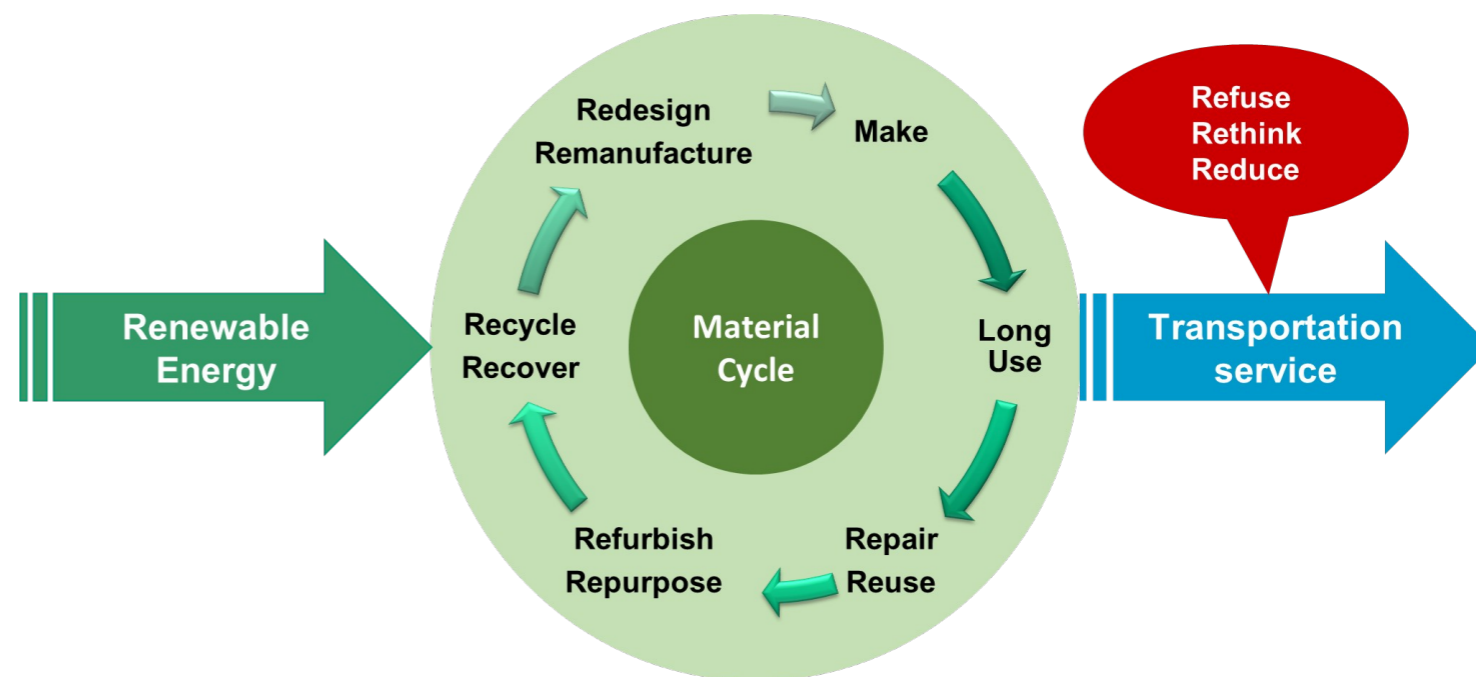 Redesign
Remanufacture
Make
Refuse
Rethink
Reduce
Renewable
Energy
Recycle
Recover
Material
Cycle
Long
Use
Transportation
service
Refurbish
Repurpose
Repair
Reuse